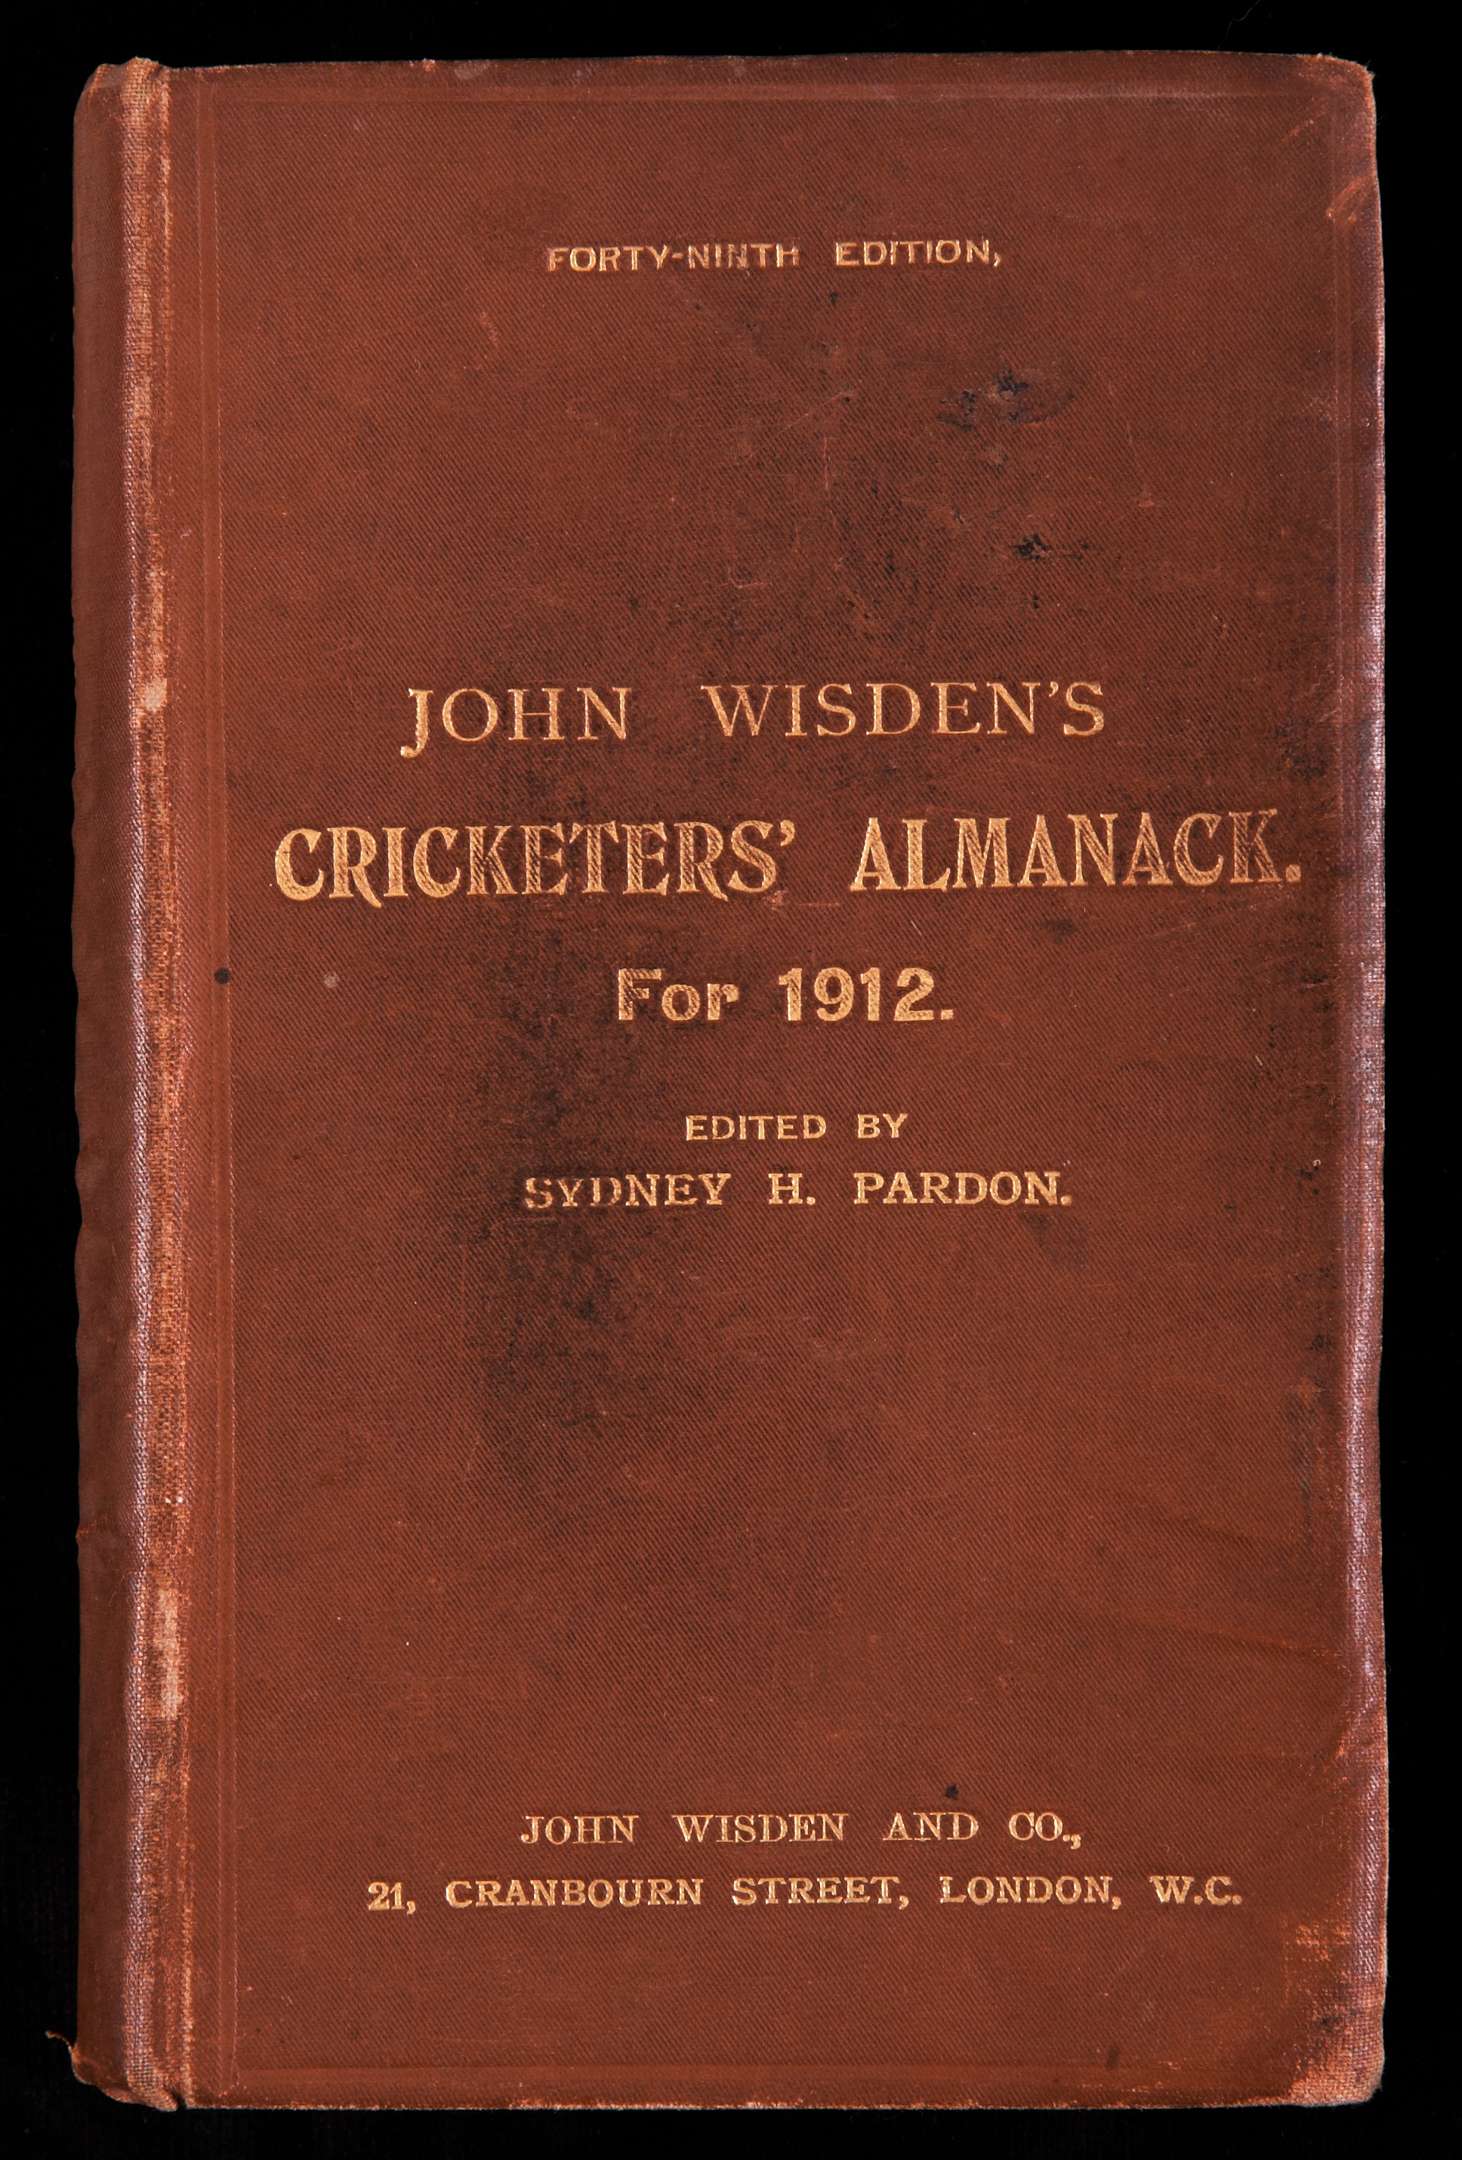 FORTY-NINTH EDITION,
JOHN WISDEN'S
CRICKETERS' ALMANACK.
For 1912.
EDITED BY
SYDNEY H. PARDON.
JOHN WISDEN AND CO.,
21, CRANBOURN STREET, LONDON, W.C.